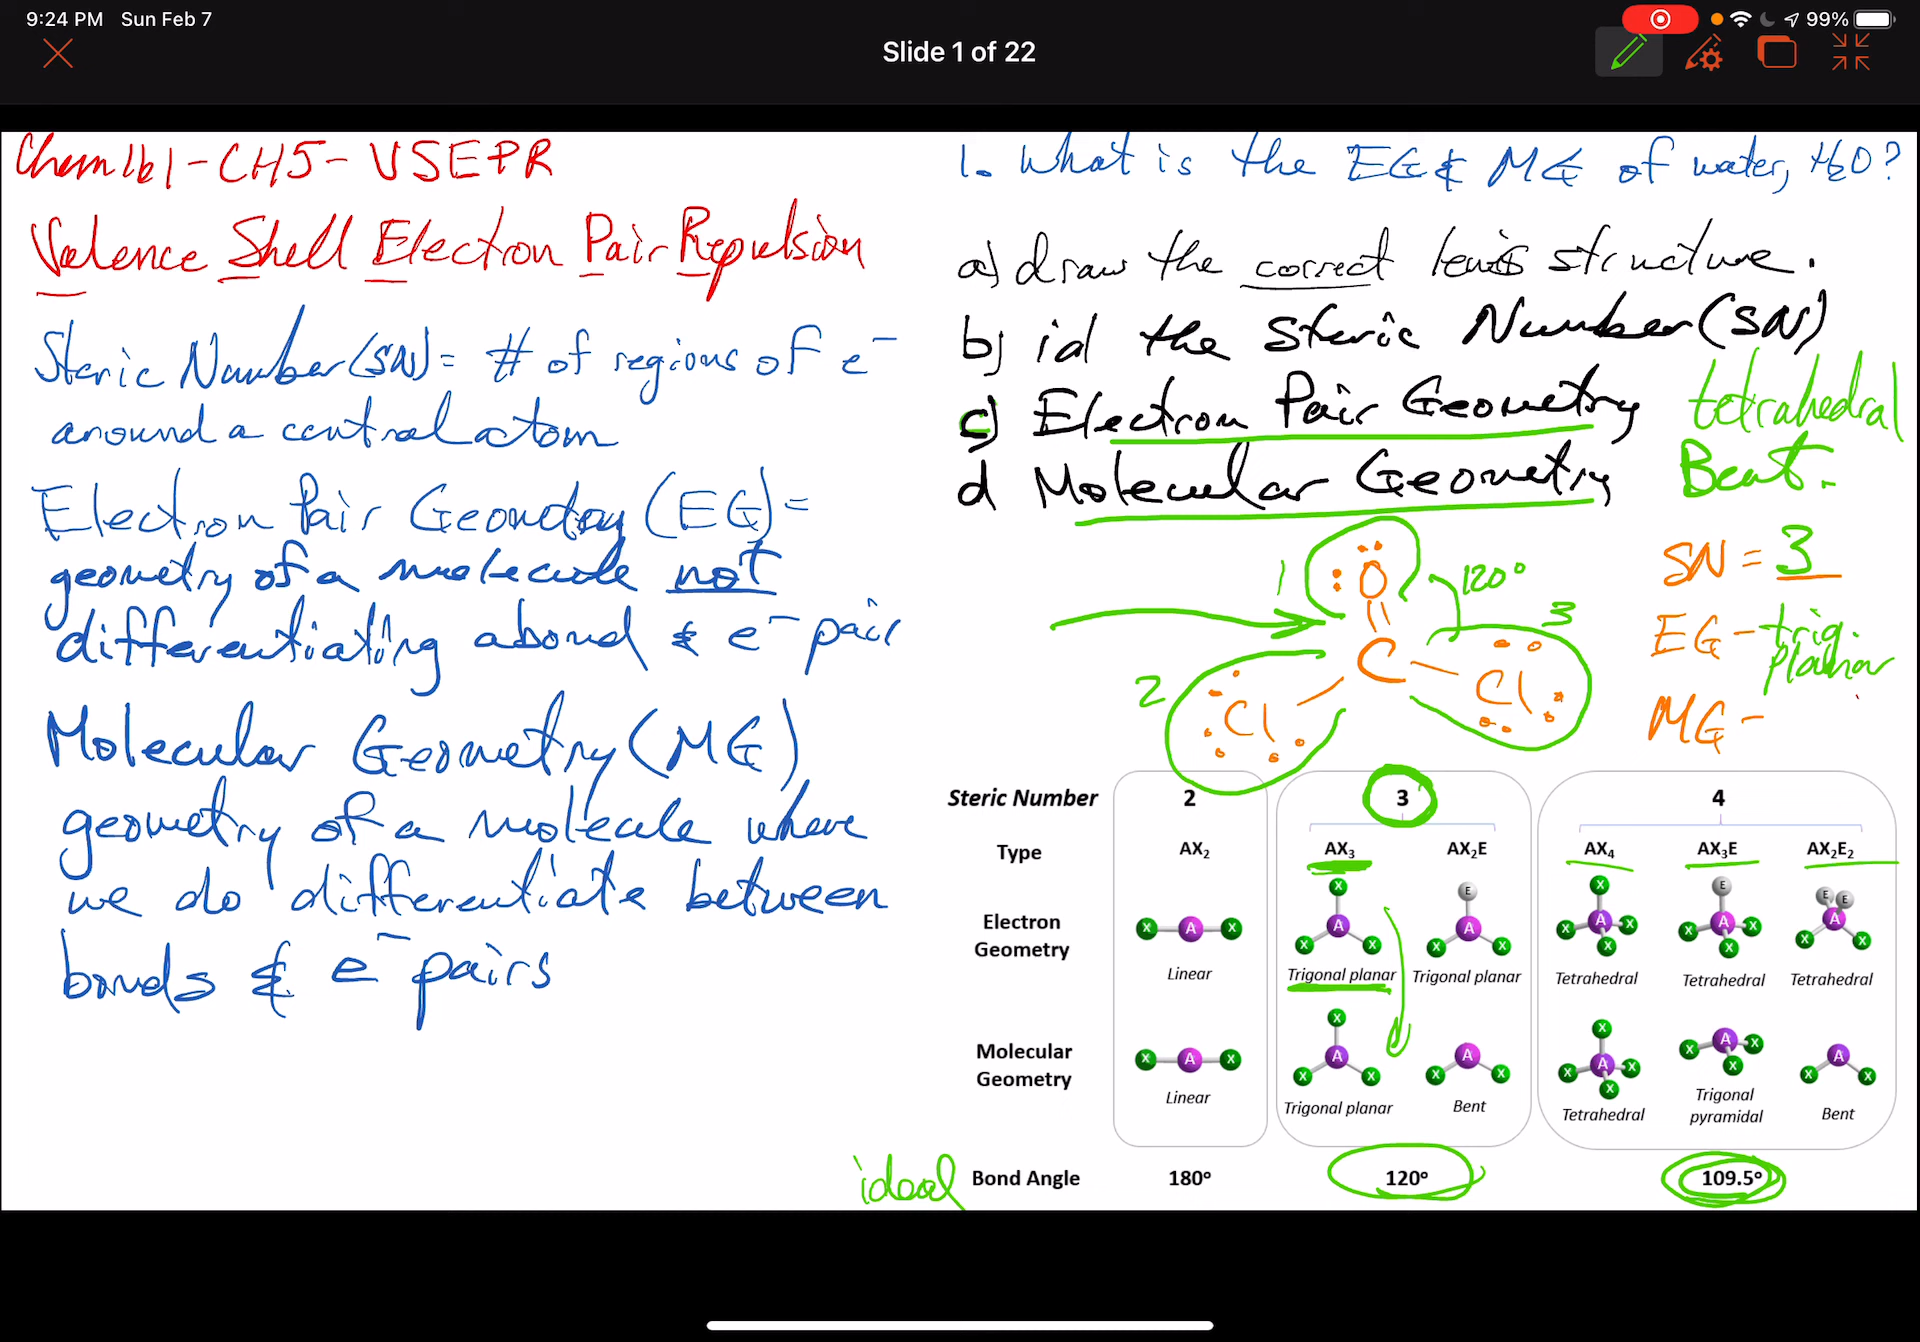 9:24 PM Sun Feb 7
99%
Slide 1 of 22
Chem 161 - CH5 - VSEPR
Valence Shell Electron Pair Repulsion
Steric Number (SN) = # of regions of e⁻
around a central atom
Electron Pair Geometry (EG) =
geometry of a molecule not
differentiating a bond & e⁻ pair
Molecular Geometry (MG)
geometry of a molecule where
we do differentiate between
bonds & e⁻ pairs
1. What is the EG & MG of water, H₂O?
a) draw the correct lewis structure.
b) id the Steric Number (SN)
c) Electron Pair Geometry tetrahedral
d Molecular Geometry Bent.
1 O 120°
2 Cl C Cl 3
SN = 3
EG - trig. planar
MG -
Steric Number 2 3 4
Type AX₂ AX₃ AX₂E AX₄ AX₃E AX₂E₂
X E X E E E
Electron Geometry X A X A X X A X X X A X X X A X X X A X
Linear Trigonal planar Trigonal planar Tetrahedral Tetrahedral Tetrahedral
X X
Molecular Geometry X A X A X X A X X X A X X X A X X A X X
Linear Trigonal planar Bent Tetrahedral Trigonal pyramidal Bent
ideal Bond Angle 180° 120° 109.5°